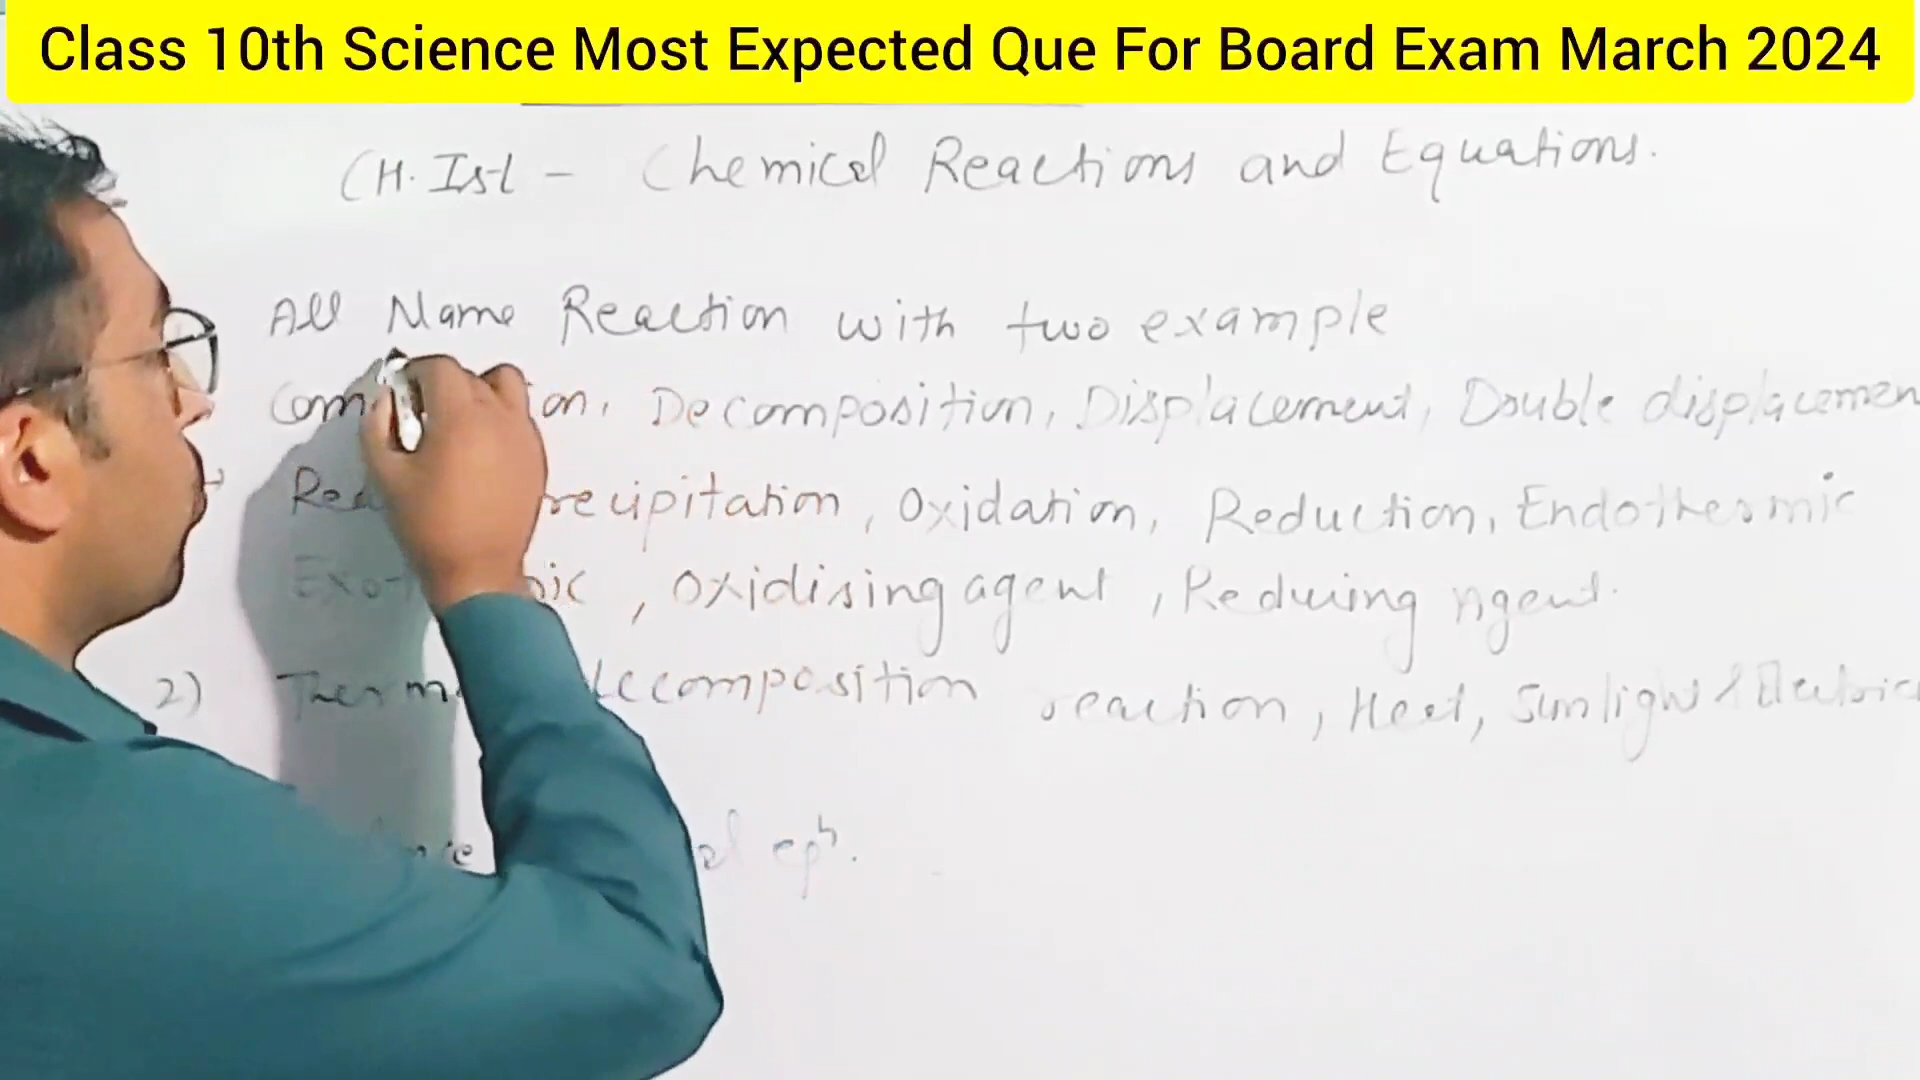 Class 10th Science Most Expected Que For Board Exam March 2024
CH. Ist - Chemical Reactions and Equations.
All Name Reaction with two example
on, Decomposition, Displacement, Double displacemen
recipitation, Oxidation, Reduction, Endothermic
, Oxidising agent, Reducing Agent.
2) decomposition reaction, Heat, Sunlight &